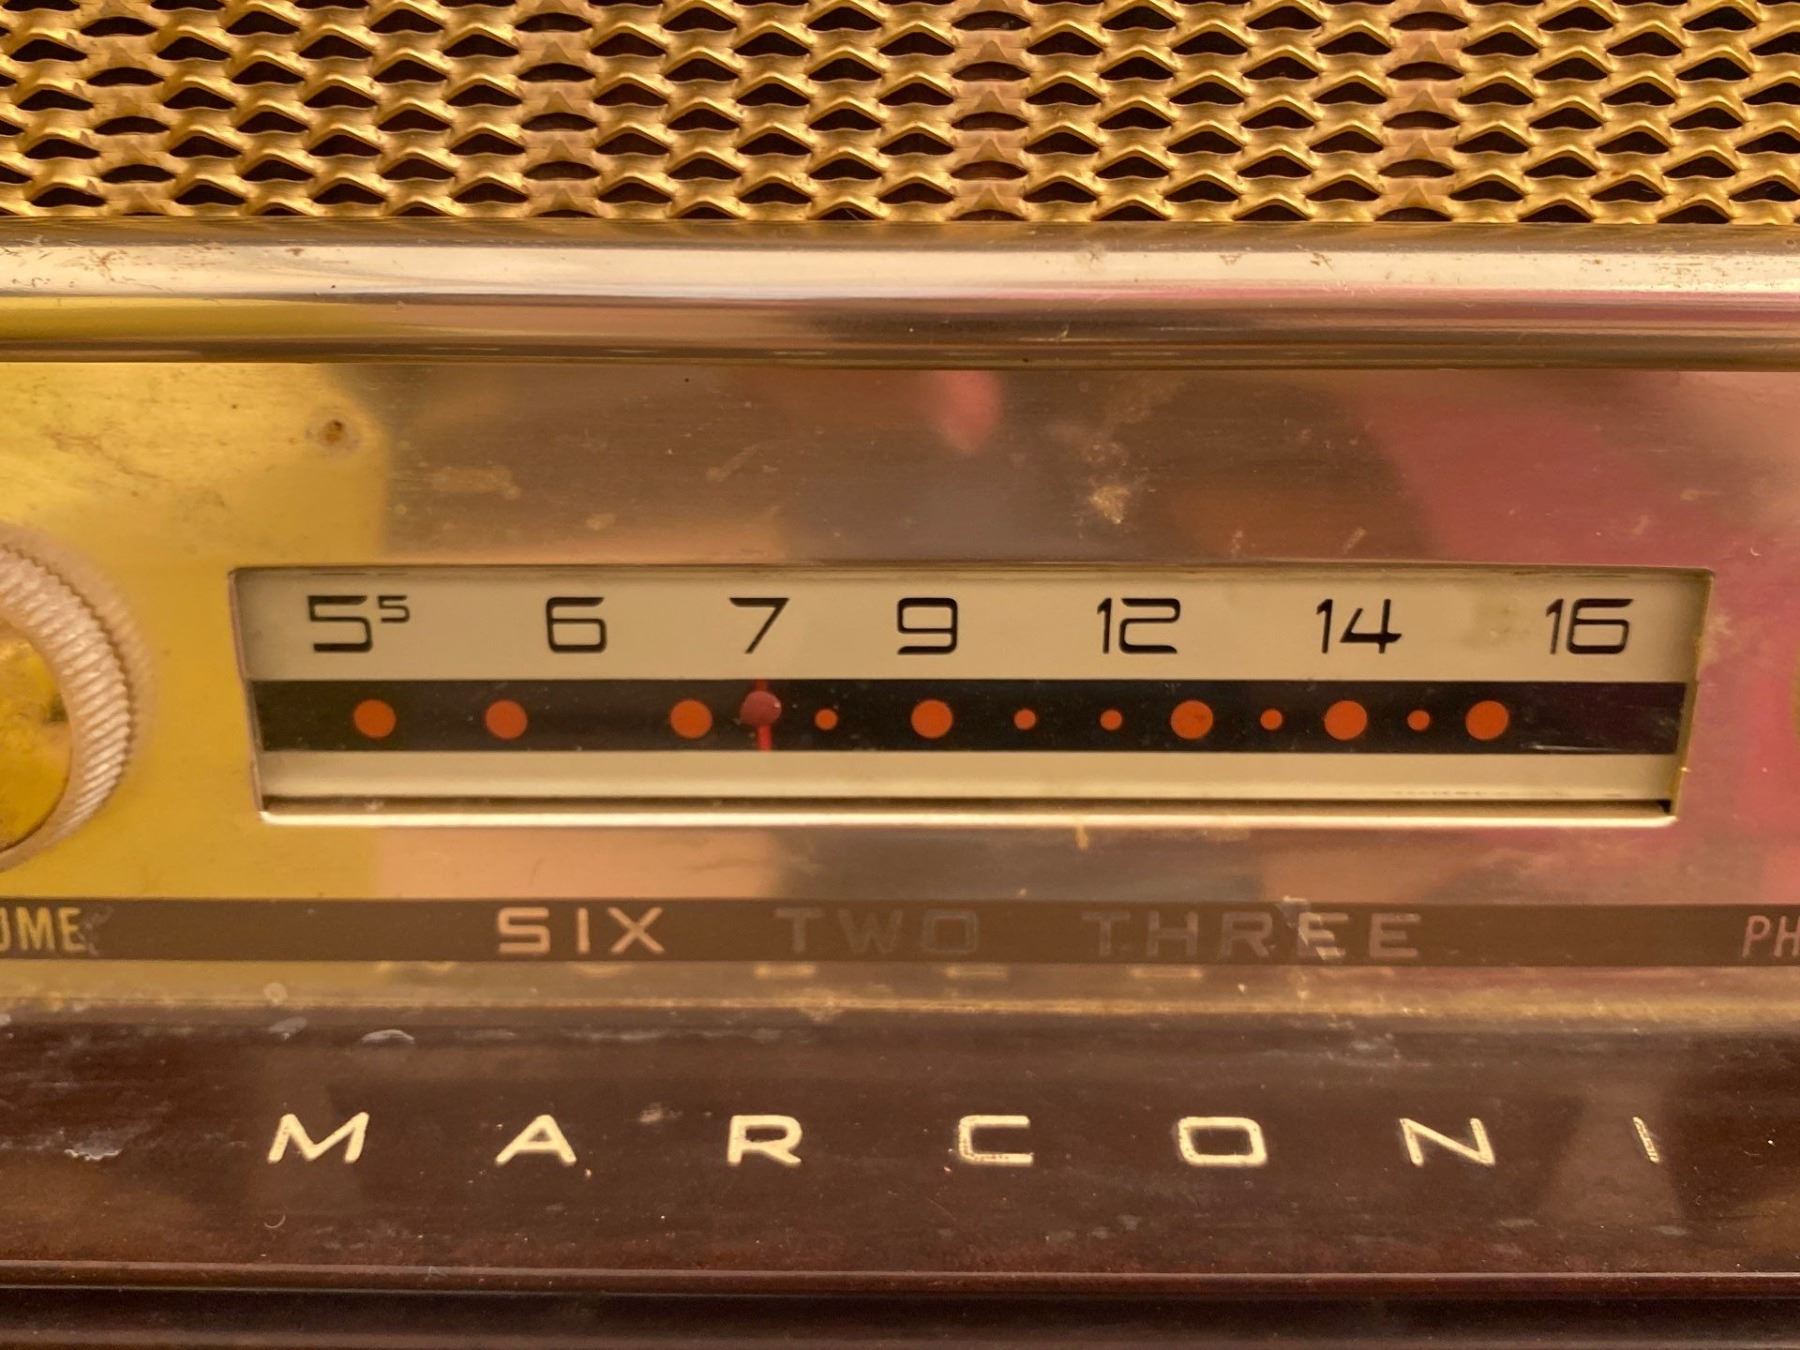 5⁵ 6 7 9 12 14 16
UME SIX TWO THREE PH
MARCONI